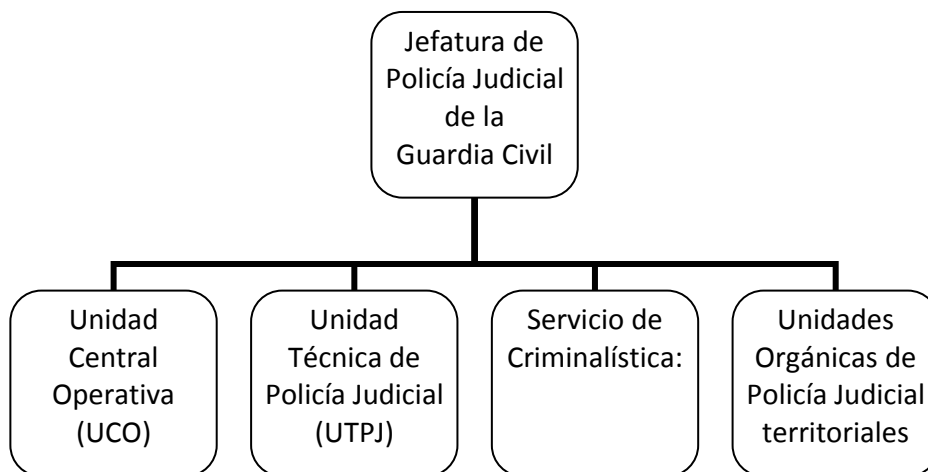 Jefatura de
Policía Judicial
de la
Guardia Civil
Unidad
Central
Operativa
(UCO)
Unidad
Técnica de
Policía Judicial
(UTPJ)
Servicio de
Criminalística:
Unidades
Orgánicas de
Policía Judicial
territoriales